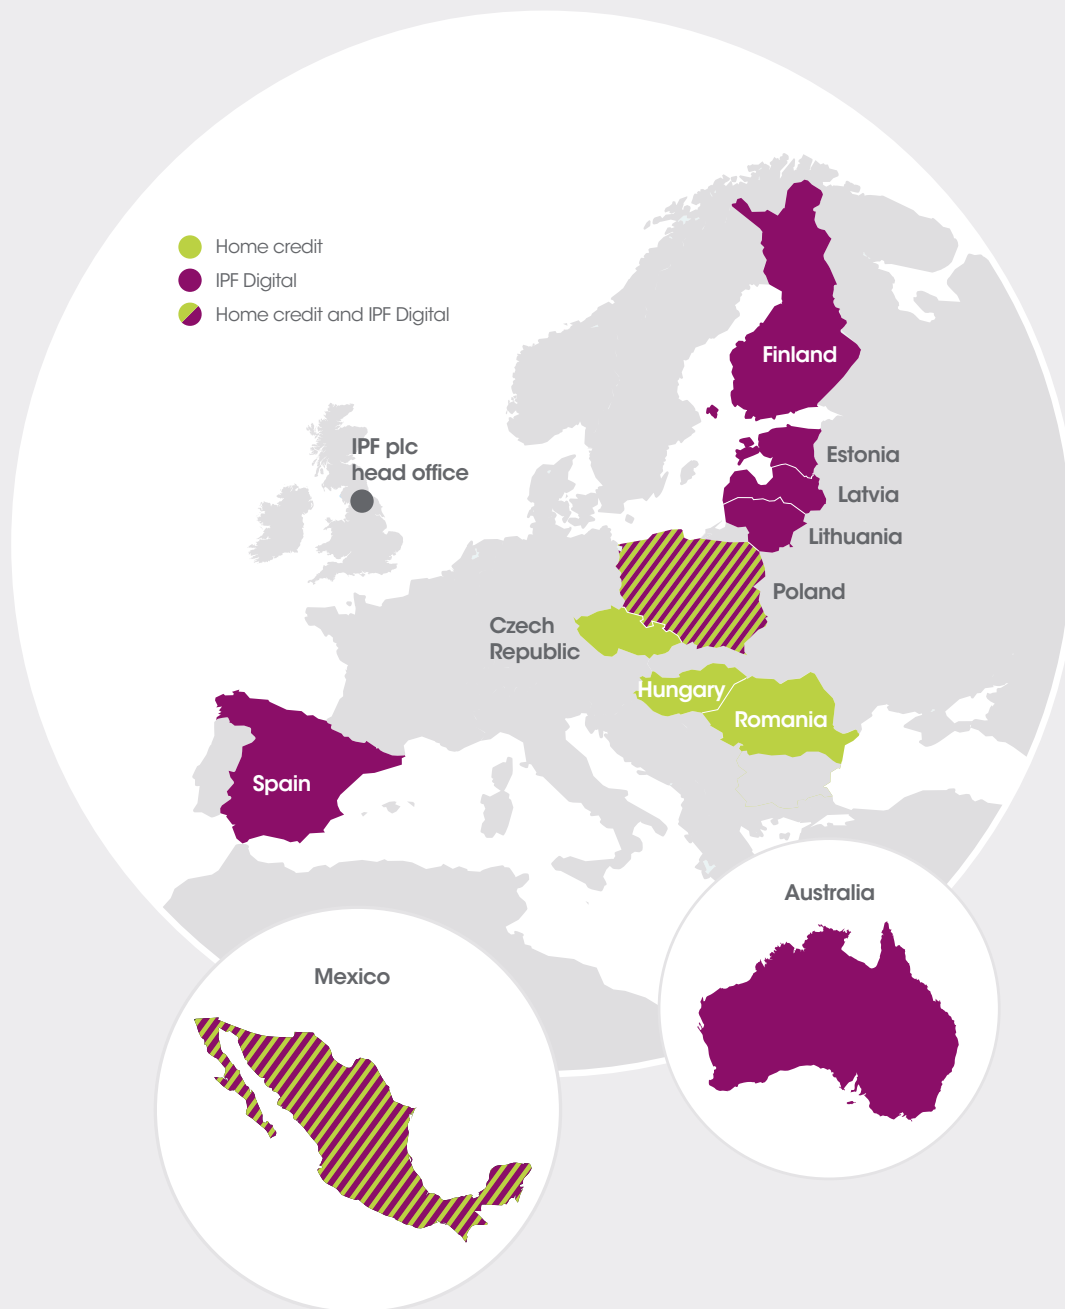 Home credit
IPF Digital
Home credit and IPF Digital
Finland
IPF plc
head office
Estonia
Latvia
Lithuania
Poland
Czech
Republic
Hungary
Romania
Spain
Australia
Mexico